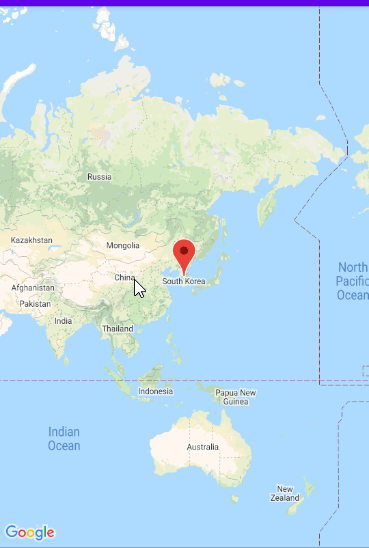 Russia
Kazakhstan
Mongolia
North
Pacific
Ocean
China
South Korea
Afghanistan
Pakistan
India
Thailand
Indonesia
Papua New
Guinea
Indian
Ocean
Australia
New
Zealand
Google